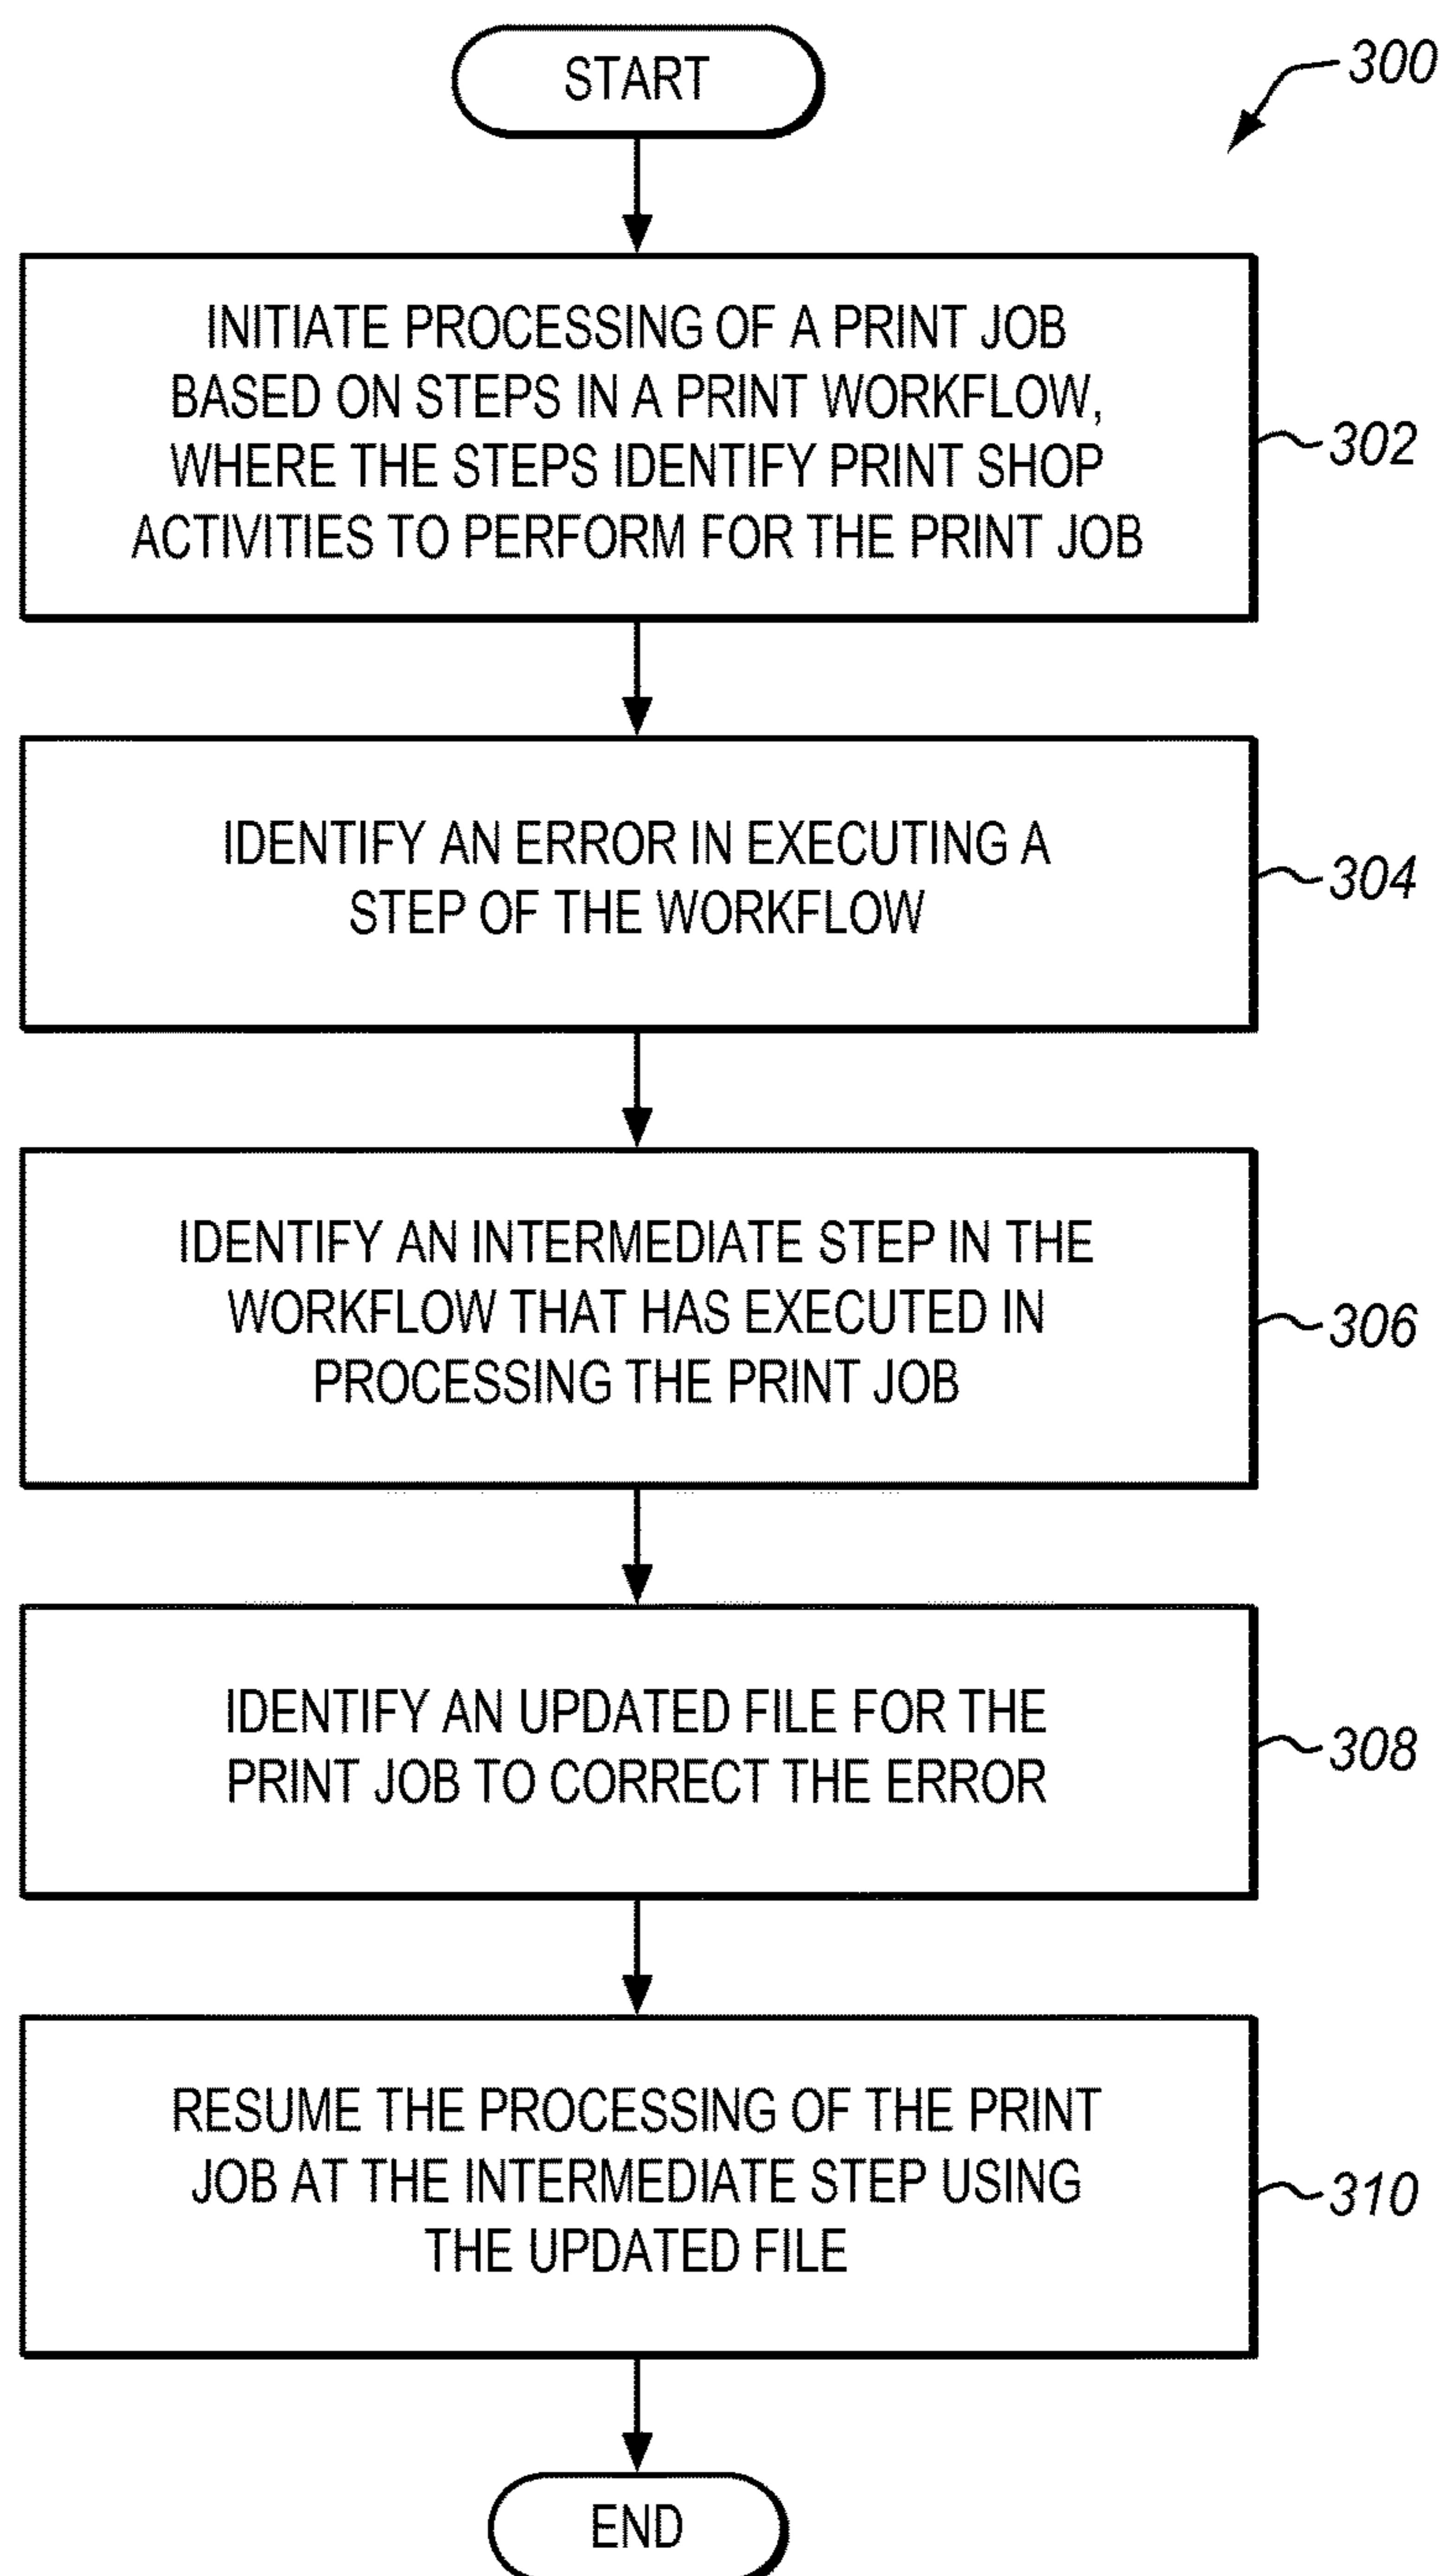 START
300
INITIATE PROCESSING OF A PRINT JOB
BASED ON STEPS IN A PRINT WORKFLOW,
WHERE THE STEPS IDENTIFY PRINT SHOP
ACTIVITIES TO PERFORM FOR THE PRINT JOB
302
IDENTIFY AN ERROR IN EXECUTING A
STEP OF THE WORKFLOW
304
IDENTIFY AN INTERMEDIATE STEP IN THE
WORKFLOW THAT HAS EXECUTED IN
PROCESSING THE PRINT JOB
306
IDENTIFY AN UPDATED FILE FOR THE
PRINT JOB TO CORRECT THE ERROR
308
RESUME THE PROCESSING OF THE PRINT
JOB AT THE INTERMEDIATE STEP USING
THE UPDATED FILE
310
END